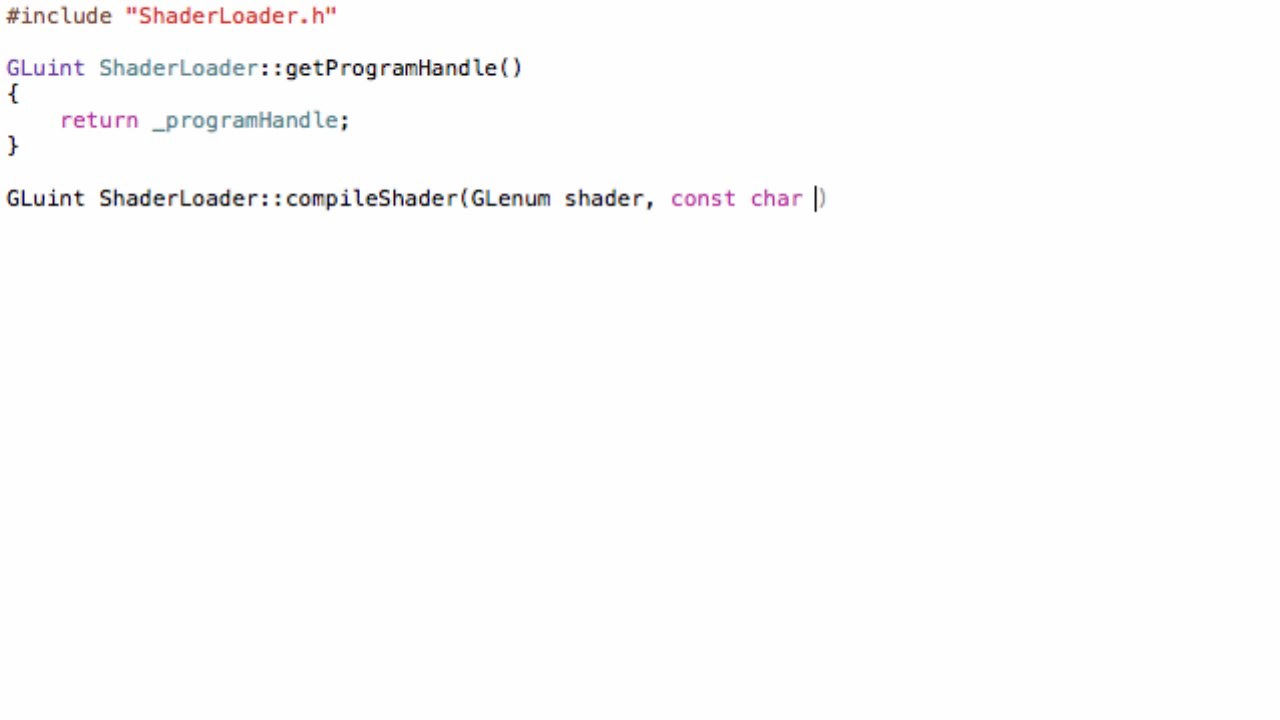 #include "ShaderLoader.h"
GLuint ShaderLoader::getProgramHandle()
{
    return _programHandle;
}
GLuint ShaderLoader::compileShader(GLenum shader, const char )